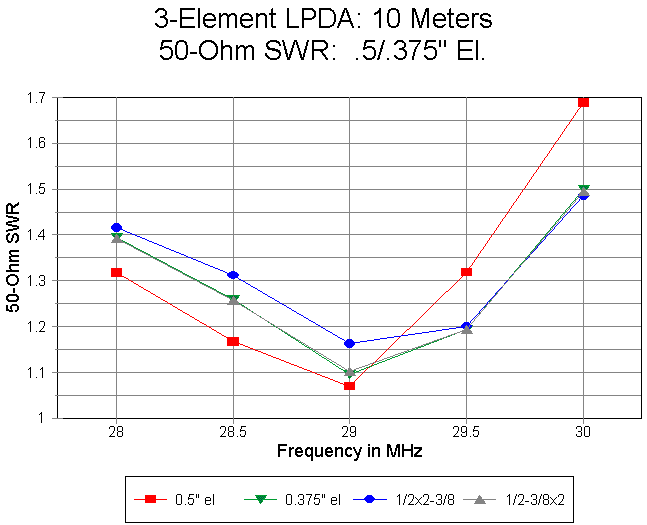 3-Element LPDA: 10 Meters
50-Ohm SWR:  .5/.375" El.
50-Ohm SWR
1.7
1.6
1.5
1.4
1.3
1.2
1.1
1
28 28.5 29 29.5 30
Frequency in MHz
0.5" el 0.375" el 1/2x2-3/8 1/2-3/8x2